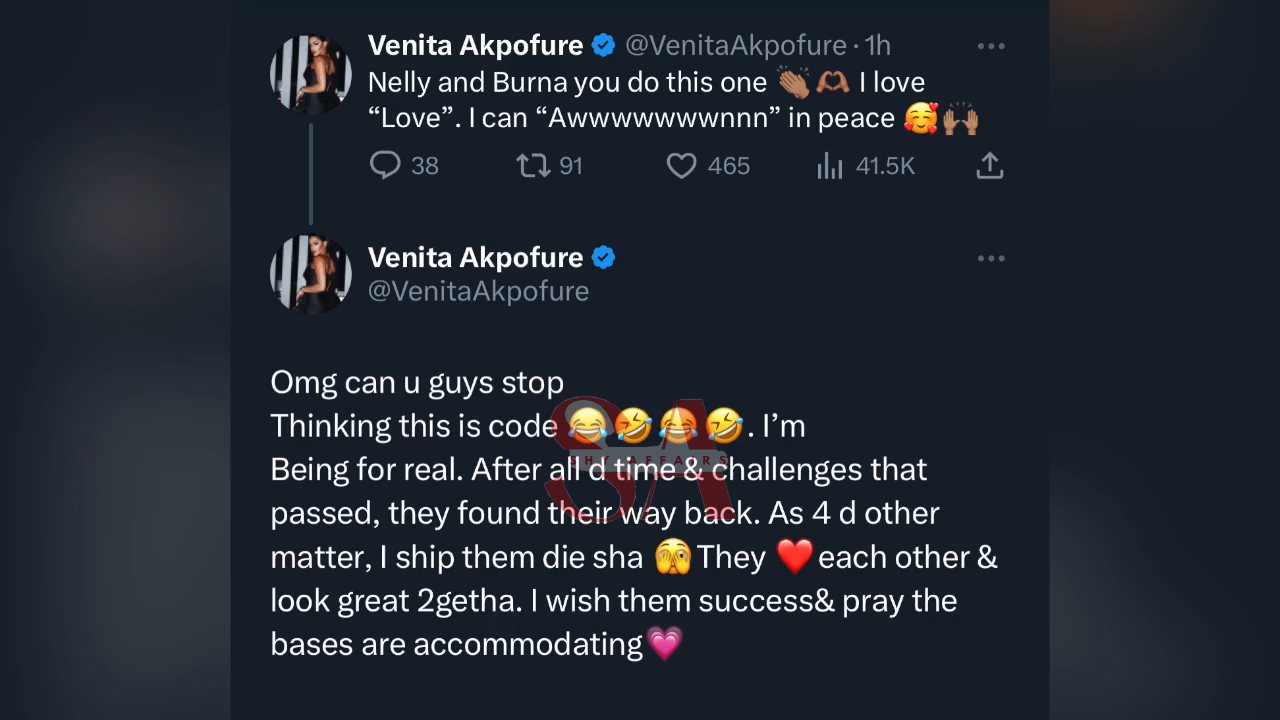 Venita Akpofure @VenitaAkpofure · 1h
Nelly and Burna you do this one 👏🏽🫶🏽 I love
“Love”. I can “Awwwwwwwnnn” in peace 🥰🙌🏽
38 91 465 41.5K
Venita Akpofure
@VenitaAkpofure
Omg can u guys stop
Thinking this is code 😂🤣😂🤣. I’m
Being for real. After all d time & challenges that
passed, they found their way back. As 4 d other
matter, I ship them die sha 🫣They ❤️each other &
look great 2getha. I wish them success& pray the
bases are accommodating💗
SA
SHY AFFAIRS